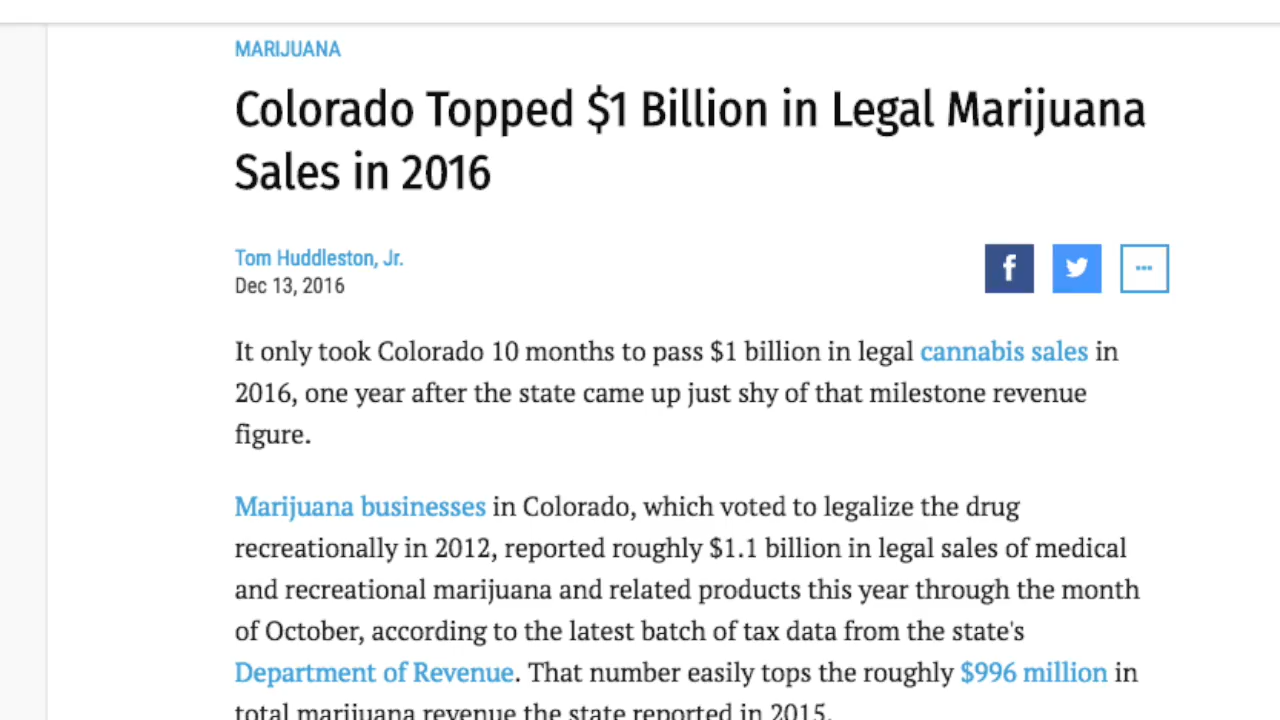 MARIJUANA
Colorado Topped $1 Billion in Legal Marijuana
Sales in 2016
Tom Huddleston, Jr.
Dec 13, 2016
It only took Colorado 10 months to pass $1 billion in legal cannabis sales in
2016, one year after the state came up just shy of that milestone revenue
figure.
Marijuana businesses in Colorado, which voted to legalize the drug
recreationally in 2012, reported roughly $1.1 billion in legal sales of medical
and recreational marijuana and related products this year through the month
of October, according to the latest batch of tax data from the state's
Department of Revenue. That number easily tops the roughly $996 million in
total marijuana revenue the state reported in 2015.